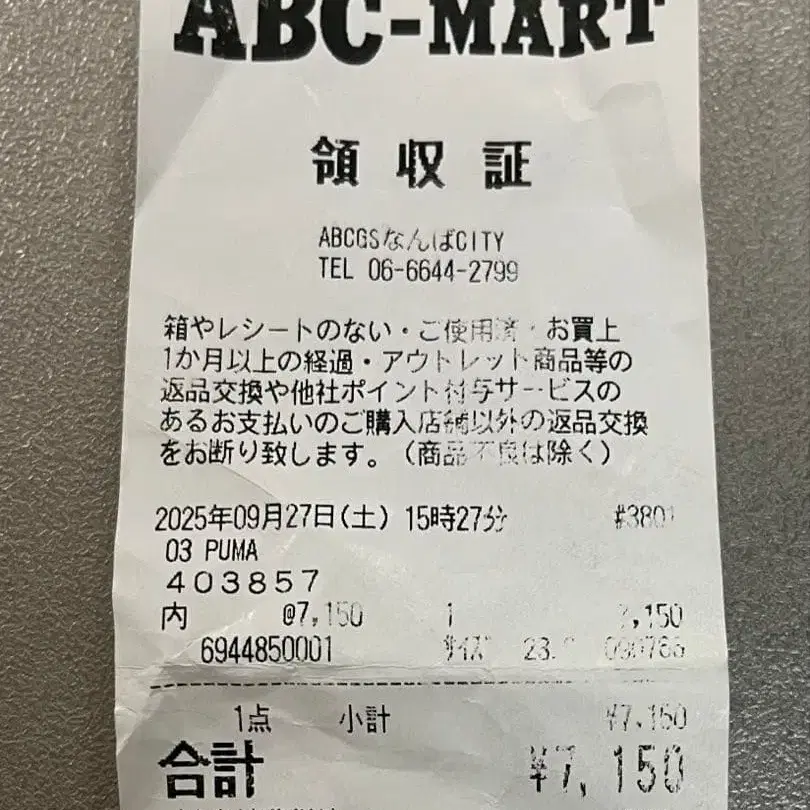 ABC-MART
領収証
ABCGSなんばCITY
TEL 06-6644-2799
箱やレシートのない・ご使用済・お買上
1か月以上の経過・アウトレット商品等の
返品交換や他社ポイント付与サービスの
あるお支払いのご購入店舗以外の返品交換
をお断り致します。（商品不良は除く）
2025年09月27日(土) 15時27分 #3801
03 PUMA
403857
内 @7,150 1 7,150
6944850001 ｻｲｽﾞ
1点 小計 ¥7,150
合計 ¥7,150